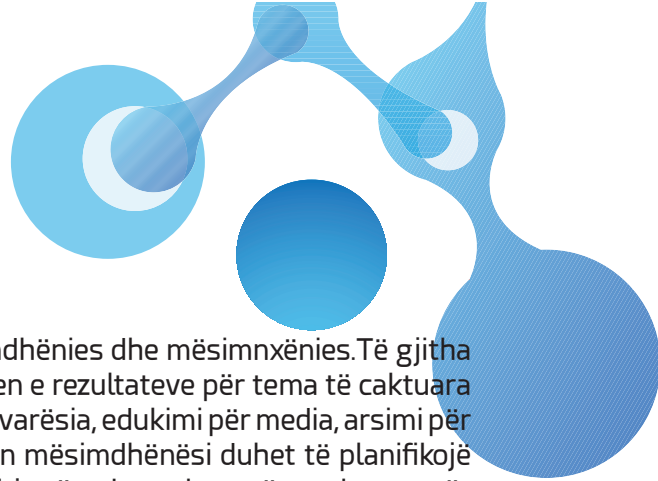 dhënies dhe mësimnxënies.Të gjitha
en e rezultateve për tema të caktuara
varësia, edukimi për media, arsimi për
n mësimdhënësi duhet të planifikojë